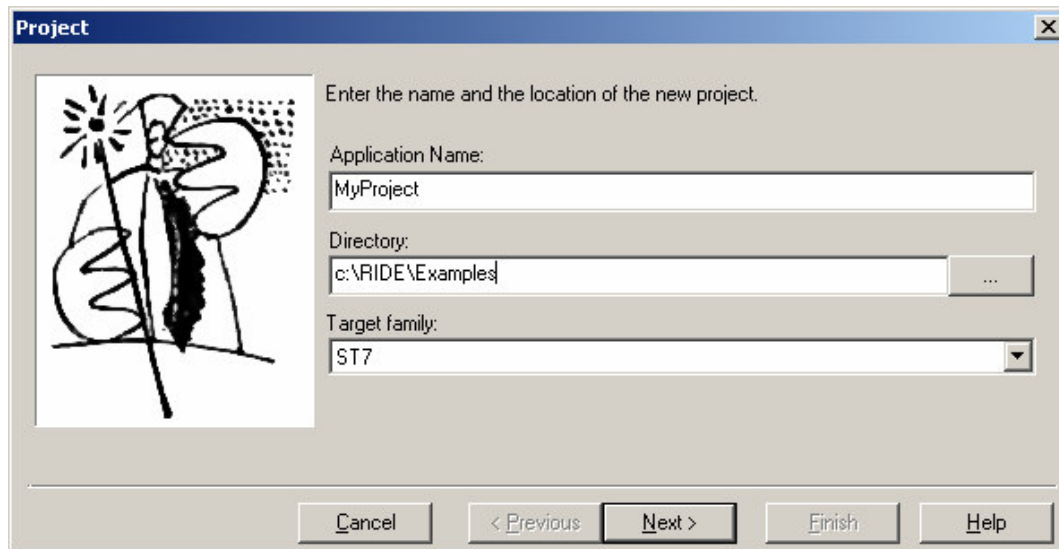 Project
Enter the name and the location of the new project.
Application Name:
MyProject
Directory:
c:\RIDE\Examples
...
Target family:
ST7
Cancel
< Previous
Next >
Finish
Help